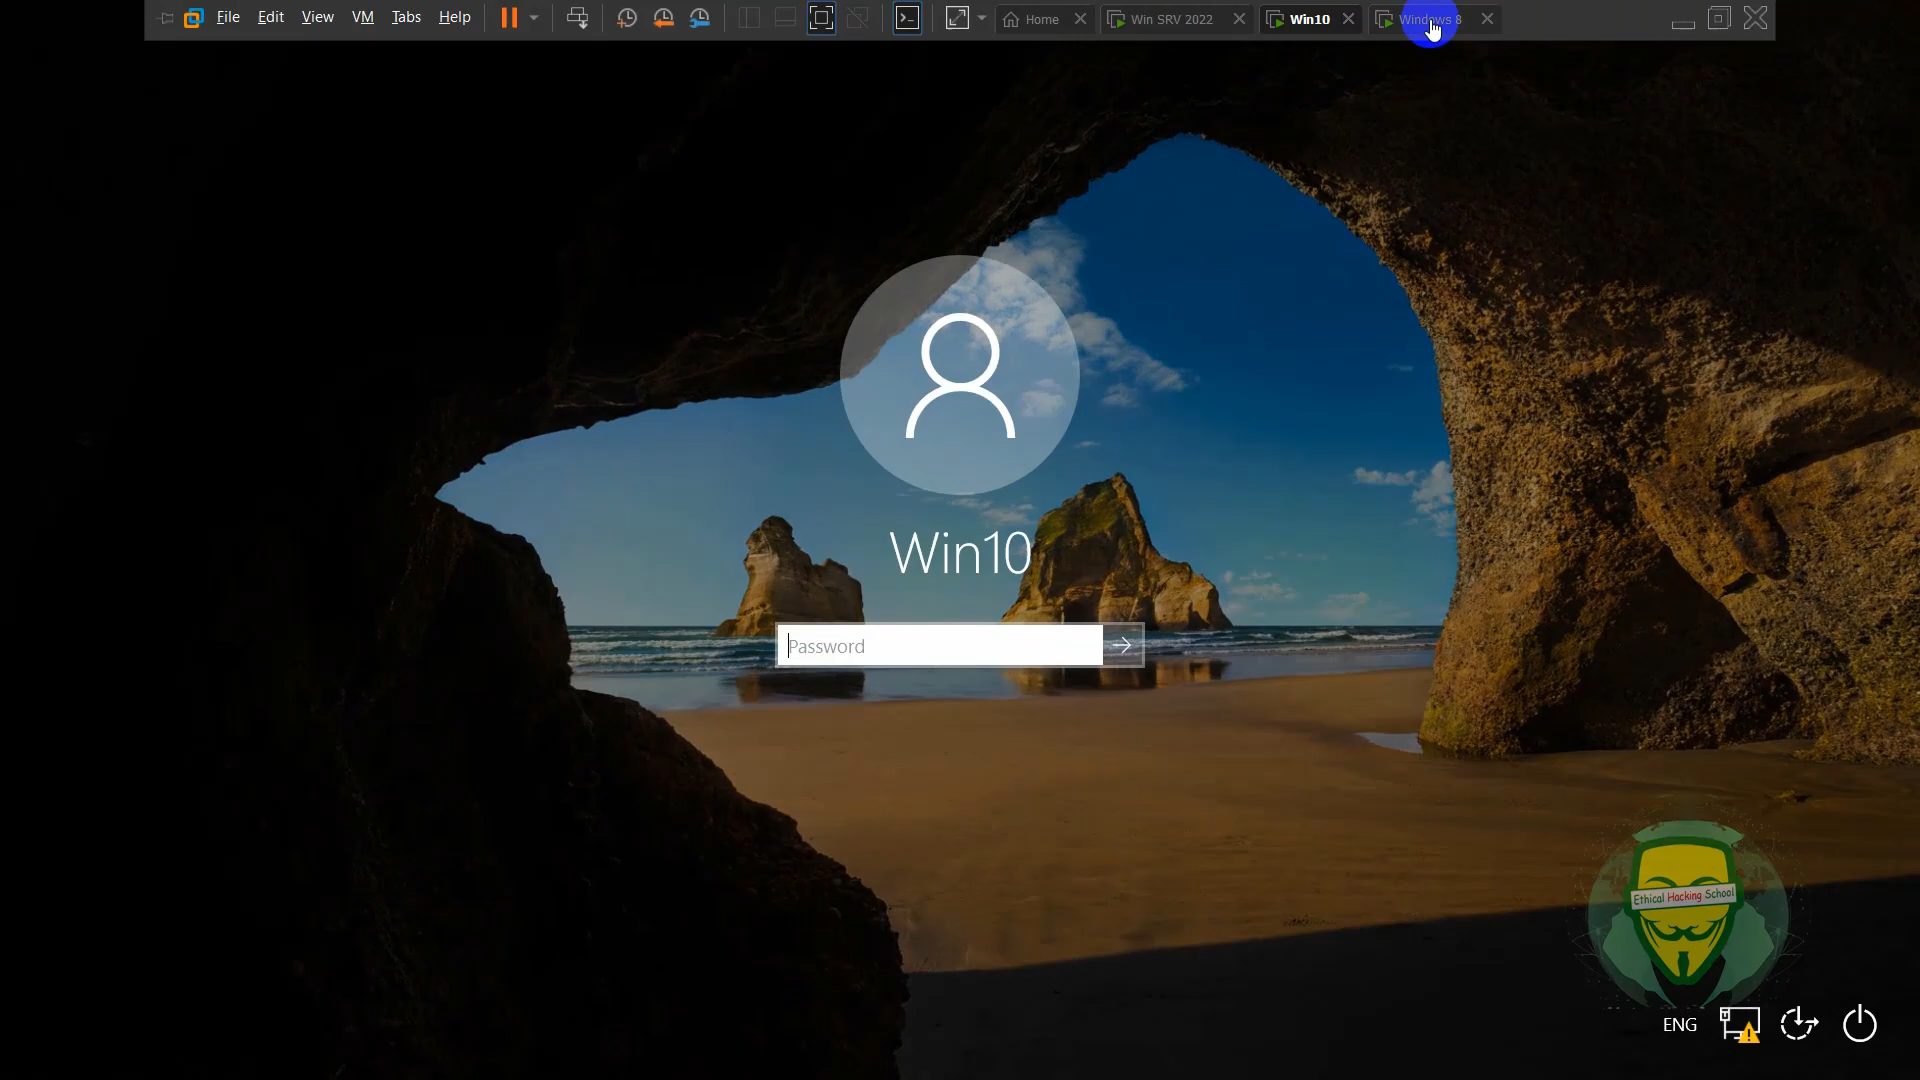 File Edit View VM Tabs Help Home Win SRV 2022 Win10 Windows 8
Win10
Password
Ethical Hacking School
ENG